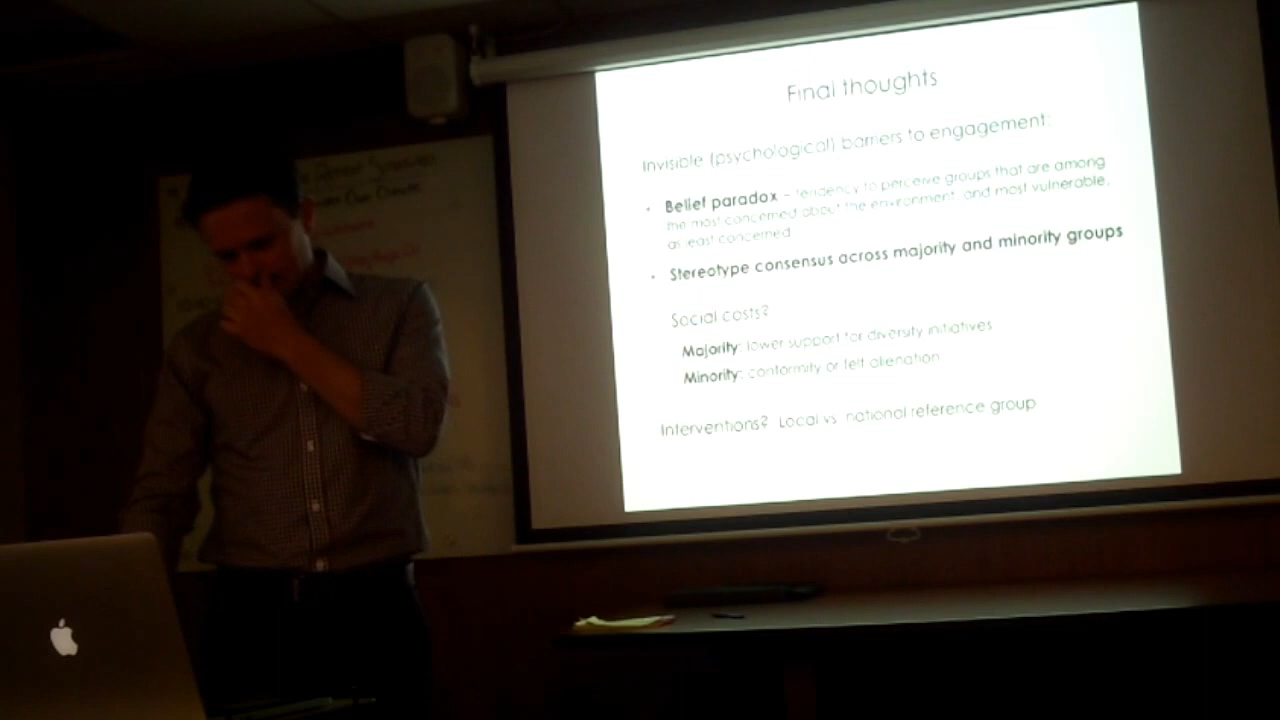 Final thoughts
Invisible (psychological) barriers to engagement:
• Belief paradox – tendency to perceive groups that are among
the most concerned about the environment, and most vulnerable,
as least concerned
• Stereotype consensus across majority and minority groups
Social costs?
Majority: lower support for diversity initiatives
Minority: conformity or felt alienation
Interventions? Local vs. national reference group